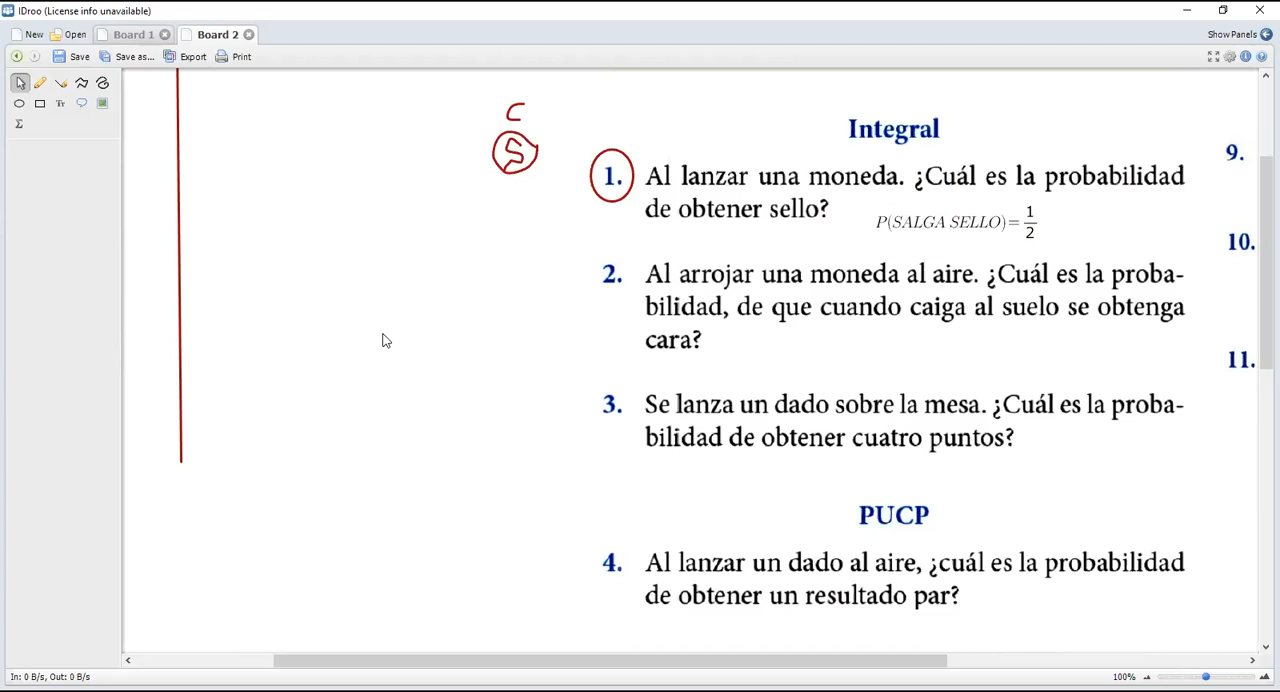 IDroo (License info unavailable)
New Open Board 1 Board 2 Show Panels
Save Save as... Export Print
Tr
Σ
C
S
Integral
1. Al lanzar una moneda. ¿Cuál es la probabilidad
de obtener sello?
P(SALGA SELLO)= 1/2
2. Al arrojar una moneda al aire. ¿Cuál es la proba-
bilidad, de que cuando caiga al suelo se obtenga
cara?
3. Se lanza un dado sobre la mesa. ¿Cuál es la proba-
bilidad de obtener cuatro puntos?
PUCP
4. Al lanzar un dado al aire, ¿cuál es la probabilidad
de obtener un resultado par?
9.
10.
11.
In: 0 B/s, Out: 0 B/s 100%